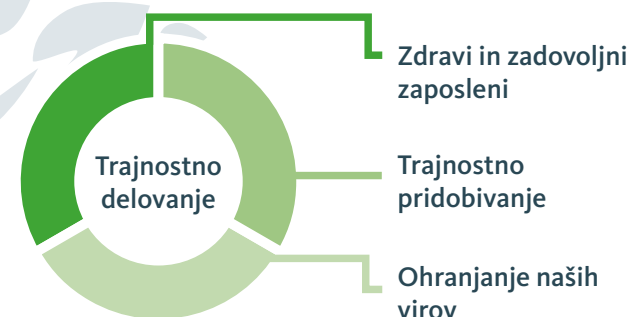 Zdravi in zadovoljni
zaposleni
Trajnostno
delovanje
Trajnostno
pridobivanje
Ohranjanje naših
virov